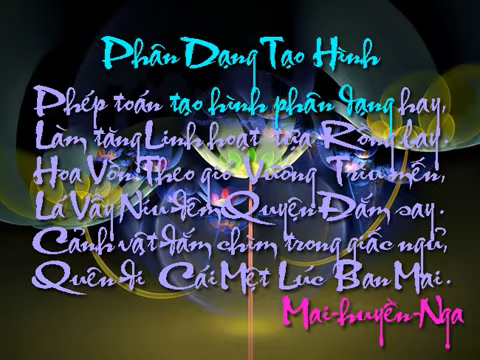 Phân Dạng Tạo Hình
Phép toán tạo hình phân dạng hay,
Làm tăng Linh hoạt tựa Rồng lay.
Hoa Vờn Theo gió Vương Trìu mến,
Lá Vẫy Níu đêm Quyện Đắm say.
Cảnh vật đắm chìm trong giấc ngủ,
Quên đi Cái Mệt Lúc Ban Mai.
Mai-huyền-Nga